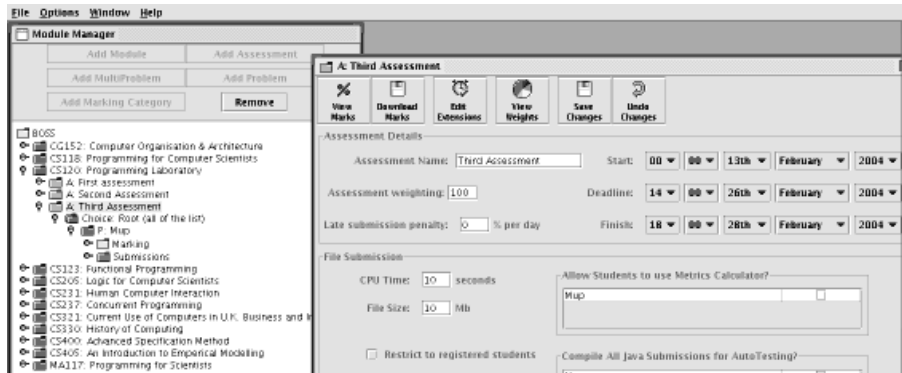 File Options Window Help
Module Manager
Add Module Add Assessment
Add MultiProblem Add Problem
Add Marking Category Remove
BOSS
CG152: Computer Organisation & Architecture
CS118: Programming for Computer Scientists
CS120: Programming Laboratory
A: First assessment
A: Second Assessment
A: Third Assessment
Choice: Root (all of the list)
P: Mup
Marking
Submissions
CS123: Functional Programming
CS205: Logic for Computer Scientists
CS231: Human Computer Interaction
CS237: Concurrent Programming
CS321: Current Use of Computers in U.K. Business and
CS330: History of Computing
CS400: Advanced Specification Method
CS405: An Introduction to Emperical Modelling
MA117: Programming for Scientists
A: Third Assessment
View Marks Download Marks Edit Extensions View Weights Save Changes Undo Changes
Assessment Details
Assessment Name: Third Assessment Start: 00 00 13th February 2004
Assessment weighting: 100 Deadline: 14 00 26th February 2004
Late submission penalty: 0 % per day Finish: 18 00 28th February 2004
File Submission
CPU Time: 10 seconds
Allow Students to use Metrics Calculator?
Mup
File Size: 10 Mb
Restrict to registered students
Compile All Java Submissions for AutoTesting?